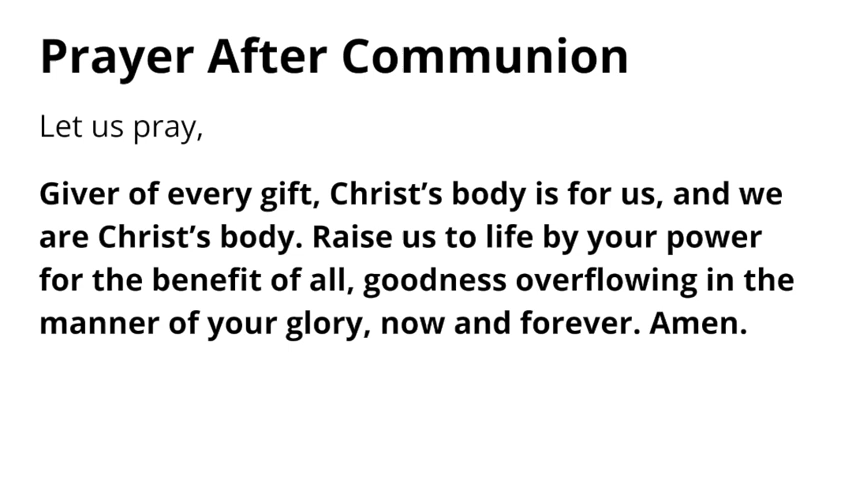 Prayer After Communion
Let us pray,
Giver of every gift, Christ’s body is for us, and we
are Christ’s body. Raise us to life by your power
for the benefit of all, goodness overflowing in the
manner of your glory, now and forever. Amen.